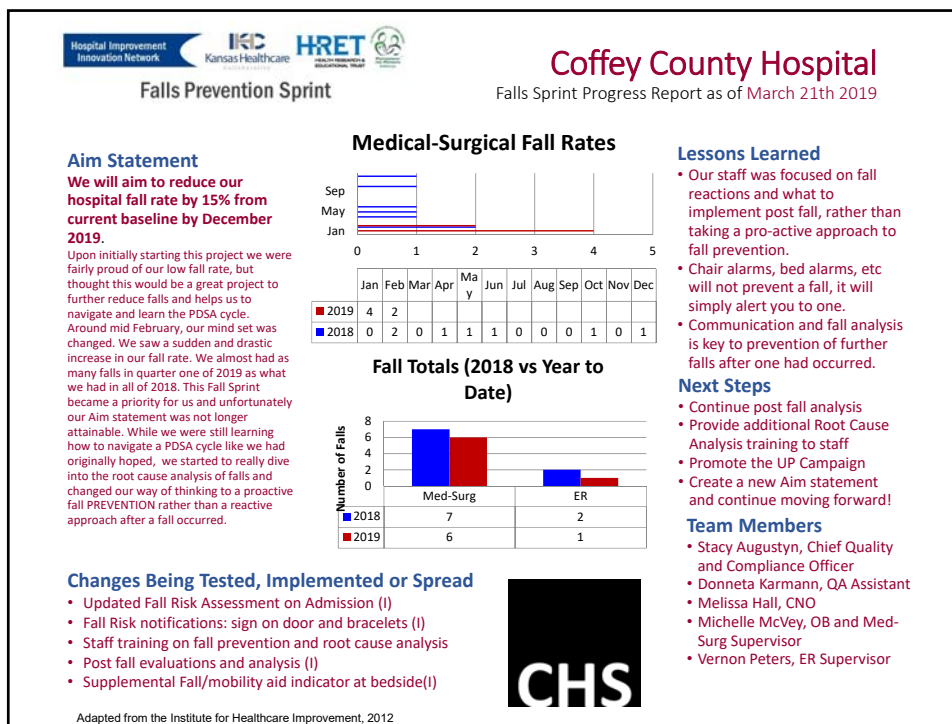 Hospital Improvement
Innovation Network
KHC
Kansas Healthcare
HRET
HEALTH RESEARCH &
EDUCATIONAL TRUST
Falls Prevention Sprint
Coffey County Hospital
Falls Sprint Progress Report as of March 21th 2019
Aim Statement
We will aim to reduce our
hospital fall rate by 15% from
current baseline by December
2019.
Upon initially starting this project we were
fairly proud of our low fall rate, but
thought this would be a great project to
further reduce falls and helps us to
navigate and learn the PDSA cycle.
Around mid February, our mind set was
changed. We saw a sudden and drastic
increase in our fall rate. We almost had as
many falls in quarter one of 2019 as what
we had in all of 2018. This Fall Sprint
became a priority for us and unfortunately
our Aim statement was not longer
attainable. While we were still learning
how to navigate a PDSA cycle like we had
originally hoped, we started to really dive
into the root cause analysis of falls and
changed our way of thinking to a proactive
fall PREVENTION rather than a reactive
approach after a fall occurred.
Medical-Surgical Fall Rates
Sep
May
Jan
0 1 2 3 4 5
Jan Feb Mar Apr Ma Jun Jul Aug Sep Oct Nov Dec
y
2019 4 2
2018 0 2 0 1 1 1 0 0 0 1 0 1
Fall Totals (2018 vs Year to
Date)
Number of Falls
8
6
4
2
0
Med-Surg ER
2018 7 2
2019 6 1
Lessons Learned
• Our staff was focused on fall
reactions and what to
implement post fall, rather than
taking a pro-active approach to
fall prevention.
• Chair alarms, bed alarms, etc
will not prevent a fall, it will
simply alert you to one.
• Communication and fall analysis
is key to prevention of further
falls after one had occurred.
Next Steps
• Continue post fall analysis
• Provide additional Root Cause
Analysis training to staff
• Promote the UP Campaign
• Create a new Aim statement
and continue moving forward!
Team Members
• Stacy Augustyn, Chief Quality
and Compliance Officer
• Donneta Karmann, QA Assistant
• Melissa Hall, CNO
• Michelle McVey, OB and Med-
Surg Supervisor
• Vernon Peters, ER Supervisor
Changes Being Tested, Implemented or Spread
• Updated Fall Risk Assessment on Admission (I)
• Fall Risk notifications: sign on door and bracelets (I)
• Staff training on fall prevention and root cause analysis
• Post fall evaluations and analysis (I)
• Supplemental Fall/mobility aid indicator at bedside(I)
CHS
Adapted from the Institute for Healthcare Improvement, 2012